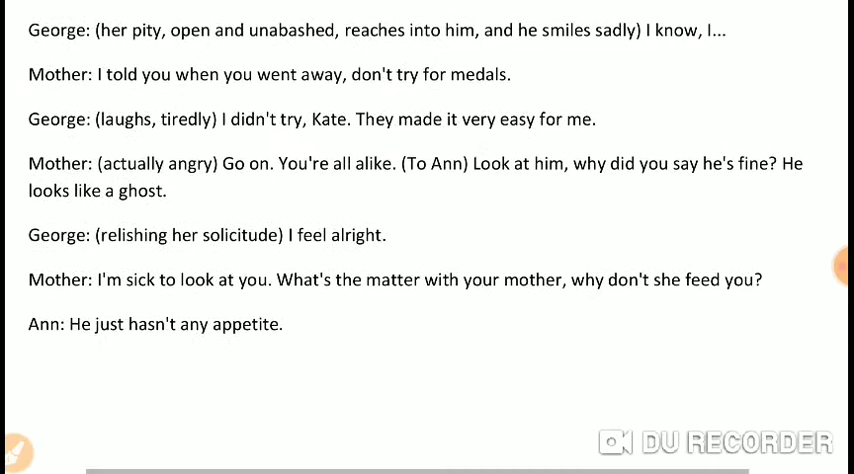 George: (her pity, open and unabashed, reaches into him, and he smiles sadly) I know, I...
Mother: I told you when you went away, don't try for medals.
George: (laughs, tiredly) I didn't try, Kate. They made it very easy for me.
Mother: (actually angry) Go on. You're all alike. (To Ann) Look at him, why did you say he's fine? He
looks like a ghost.
George: (relishing her solicitude) I feel alright.
Mother: I'm sick to look at you. What's the matter with your mother, why don't she feed you?
Ann: He just hasn't any appetite.
DU RECORDER